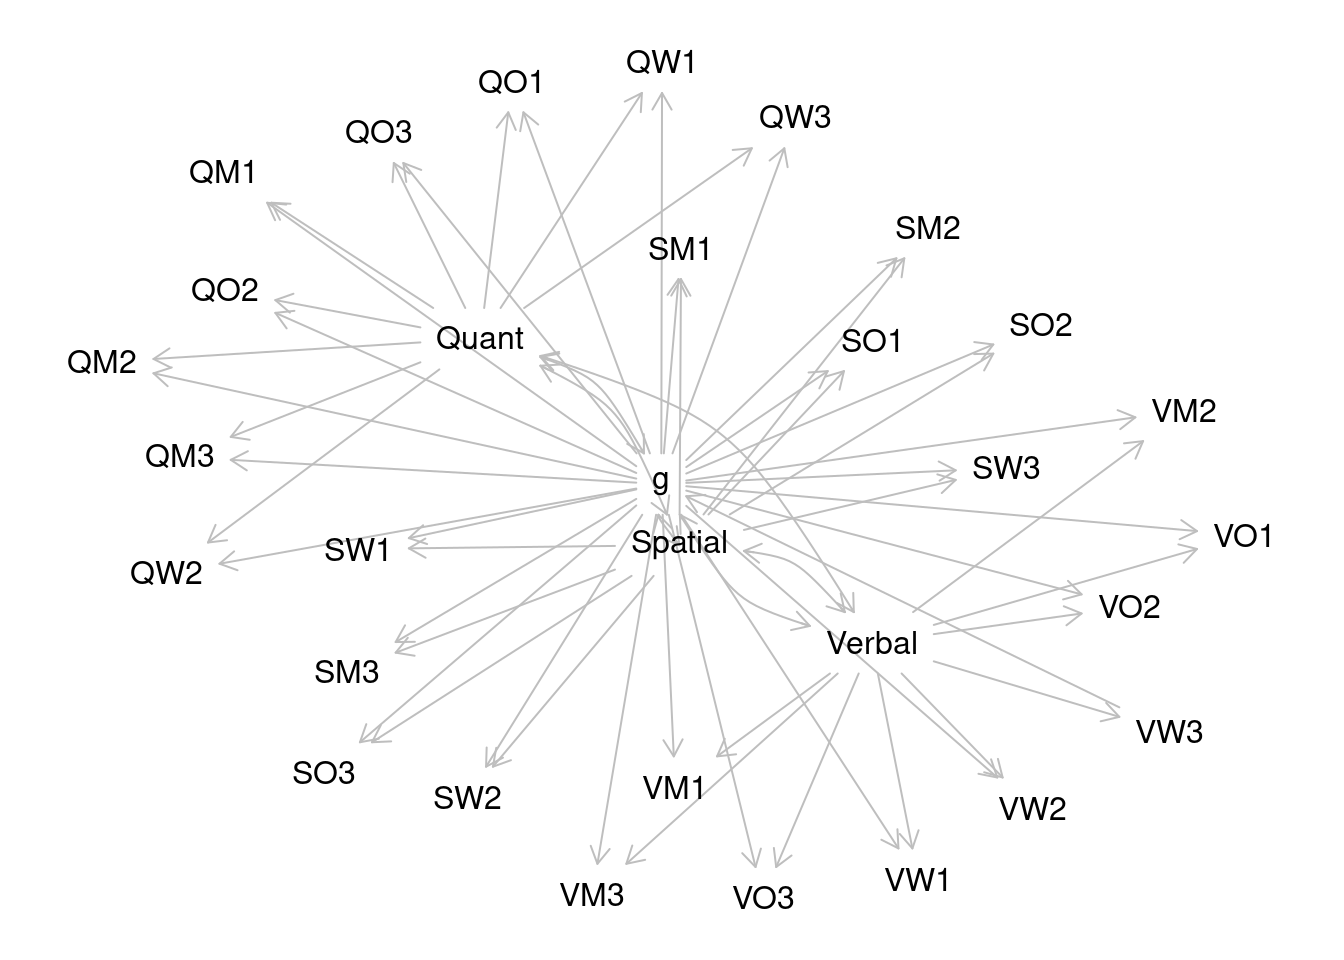 QW1
QO1
QW3
QO3
QM1
SM2
SM1
QO2
SO2
Quant
SO1
QM2
VM2
QM3
SW3
g
VO1
Spatial
SW1
QW2
VO2
Verbal
SM3
VW3
SO3
VM1
SW2
VW2
VW1
VM3
VO3